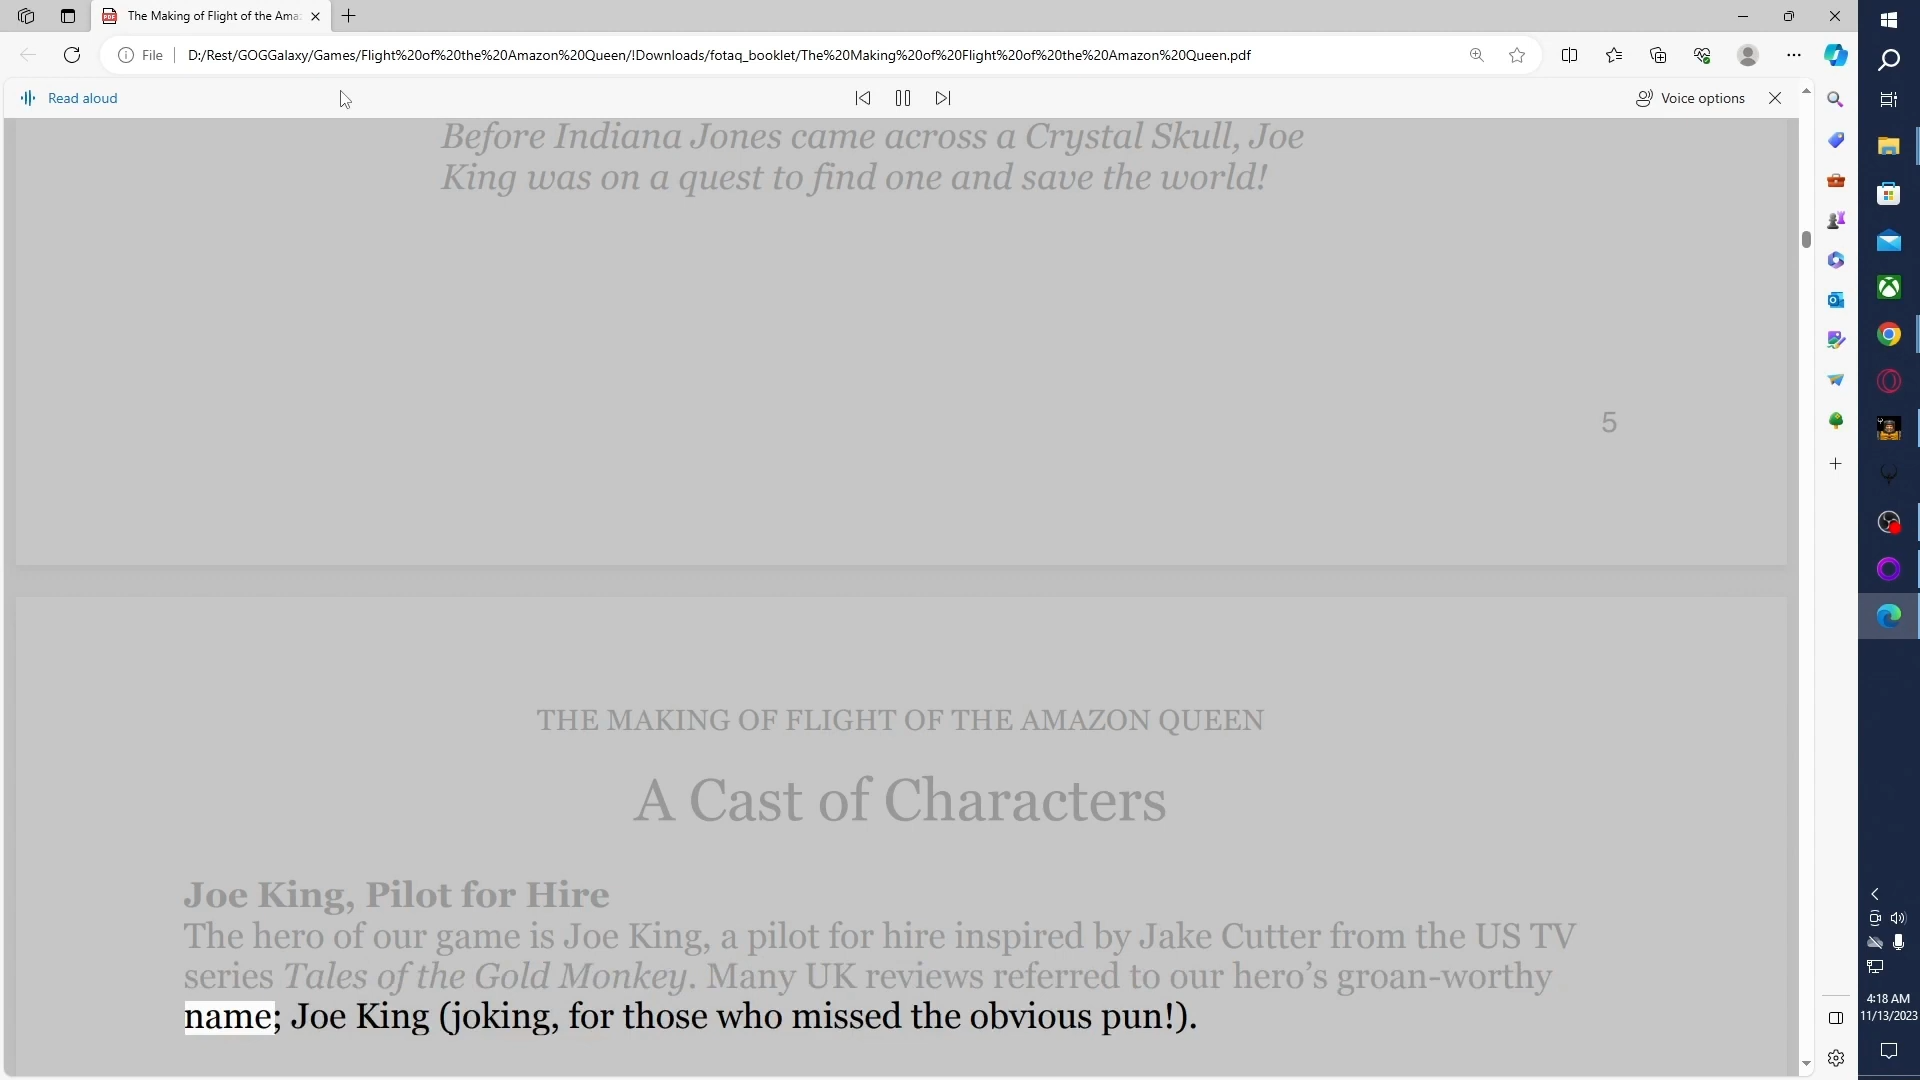 The Making of Flight of the Ama
File
D:/Rest/GOGGalaxy/Games/Flight%20of%20the%20Amazon%20Queen/!Downloads/fotaq_booklet/The%20Making%20of%20Flight%20of%20the%20Amazon%20Queen.pdf
Read aloud
Voice options
Before Indiana Jones came across a Crystal Skull, Joe
King was on a quest to find one and save the world!
5
THE MAKING OF FLIGHT OF THE AMAZON QUEEN
A Cast of Characters
Joe King, Pilot for Hire
The hero of our game is Joe King, a pilot for hire inspired by Jake Cutter from the US TV
series Tales of the Gold Monkey. Many UK reviews referred to our hero’s groan-worthy
name; Joe King (joking, for those who missed the obvious pun!).
4:18 AM
11/13/2023